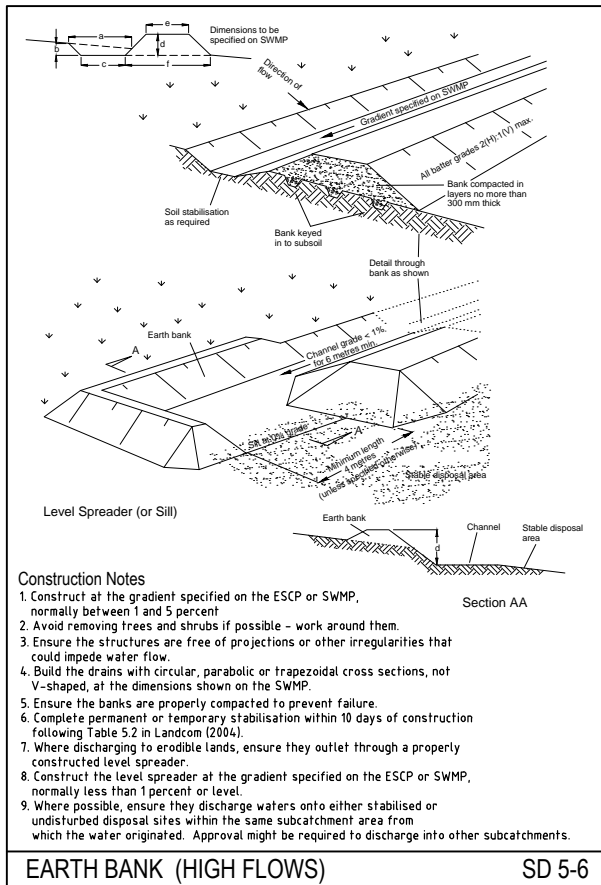 a
b
c
d
e
f
Dimensions to be
specified on SWMP
Direction of
flow
Gradient specified on SWMP
All batter grades 2(H):1(V) max.
Soil stabilisation
as required
Bank keyed
in to subsoil
Bank compacted in
layers no more than
300 mm thick
Detail through
bank as shown
Earth bank
A
Channel grade < 1%,
for 6 metres min.
Sill at 0% grade
A
Minimum length
4 metres
(unless specified otherwise)
Stable disposal area
Level Spreader (or Sill)
Earth bank
d
Channel
Stable disposal
area
Section AA
Construction Notes
1. Construct at the gradient specified on the ESCP or SWMP,
normally between 1 and 5 percent
2. Avoid removing trees and shrubs if possible - work around them.
3. Ensure the structures are free of projections or other irregularities that
could impede water flow.
4. Build the drains with circular, parabolic or trapezoidal cross sections, not
V-shaped, at the dimensions shown on the SWMP.
5. Ensure the banks are properly compacted to prevent failure.
6. Complete permanent or temporary stabilisation within 10 days of construction
following Table 5.2 in Landcom (2004).
7. Where discharging to erodible lands, ensure they outlet through a properly
constructed level spreader.
8. Construct the level spreader at the gradient specified on the ESCP or SWMP,
normally less than 1 percent or level.
9. Where possible, ensure they discharge waters onto either stabilised or
undisturbed disposal sites within the same subcatchment area from
which the water originated. Approval might be required to discharge into other subcatchments.
EARTH BANK (HIGH FLOWS)
SD 5-6